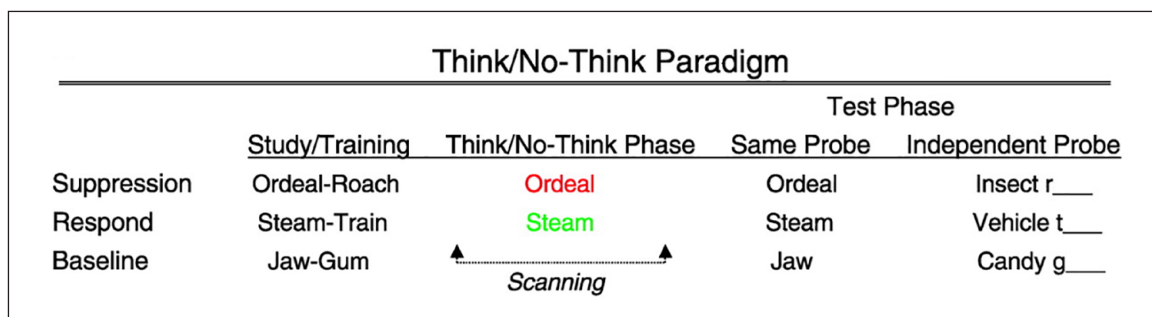 Think/No-Think Paradigm
Test Phase
Study/Training Think/No-Think Phase Same Probe Independent Probe
Suppression Ordeal-Roach Ordeal Ordeal Insect r___
Respond Steam-Train Steam Steam Vehicle t___
Baseline Jaw-Gum Jaw Candy g___
Scanning